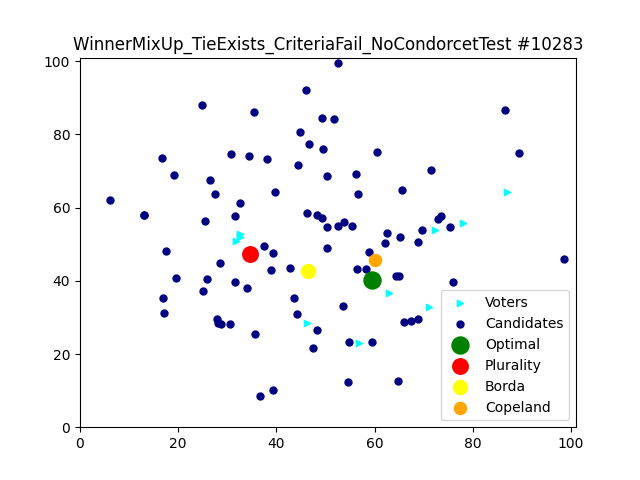 WinnerMixUp_TieExists_CriteriaFail_NoCondorcetTest #10283
100
80
60
40
20
0
Voters
Candidates
Optimal
Plurality
Borda
Copeland
0 20 40 60 80 100